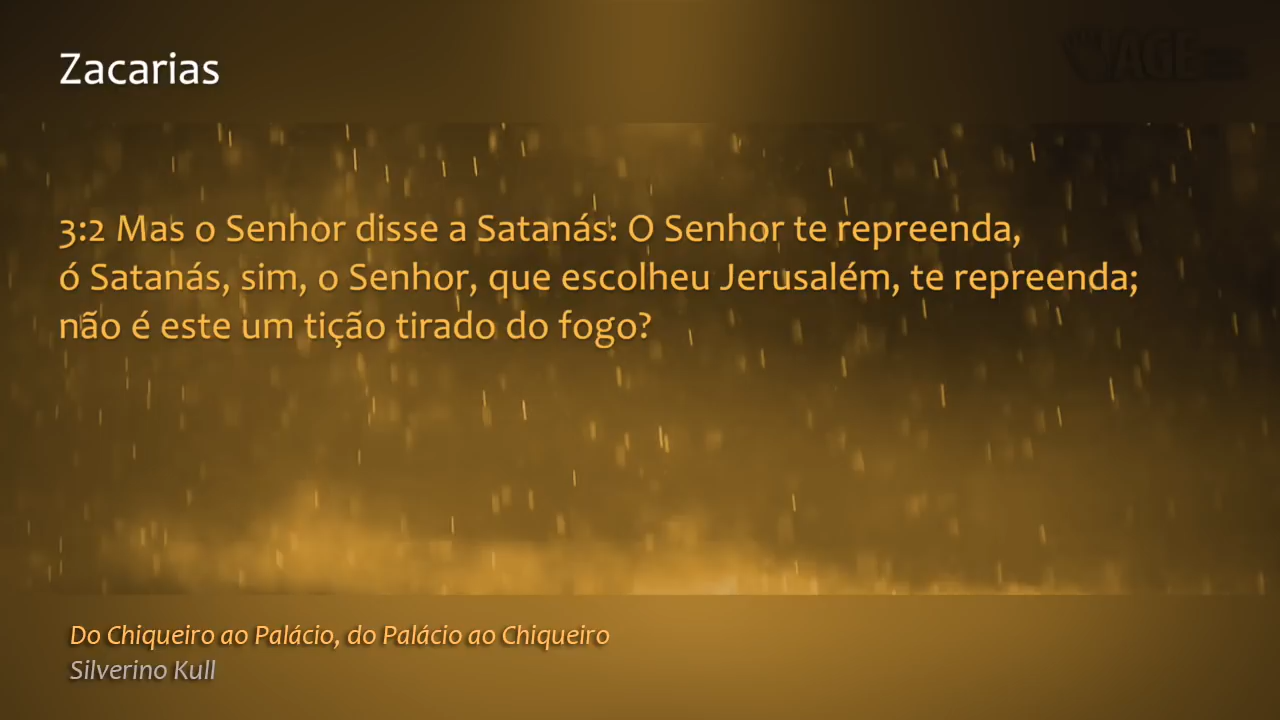 Zacarias
3:2 Mas o Senhor disse a Satanás: O Senhor te repreenda,
ó Satanás, sim, o Senhor, que escolheu Jerusalém, te repreenda;
não é este um tição tirado do fogo?
Do Chiqueiro ao Palácio, do Palácio ao Chiqueiro
Silverino Kull